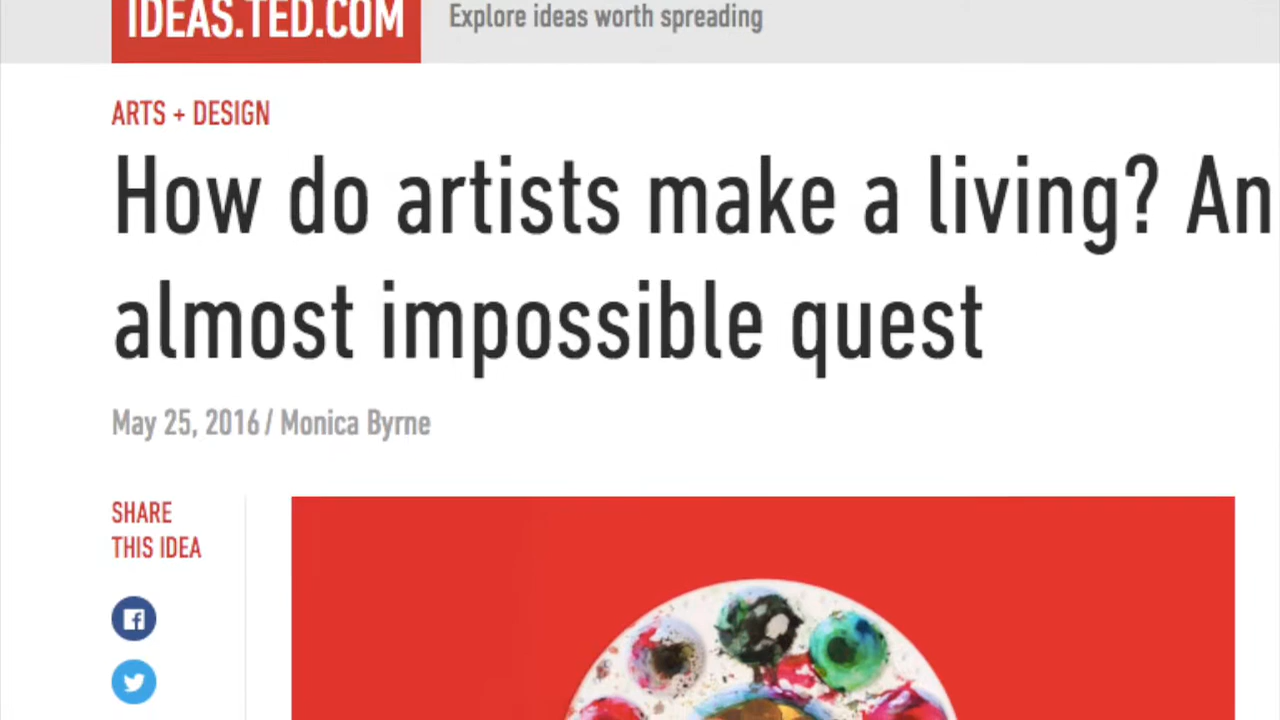 IDEAS.TED.COM
Explore ideas worth spreading
ARTS + DESIGN
How do artists make a living? An
almost impossible quest
May 25, 2016 / Monica Byrne
SHARE
THIS IDEA